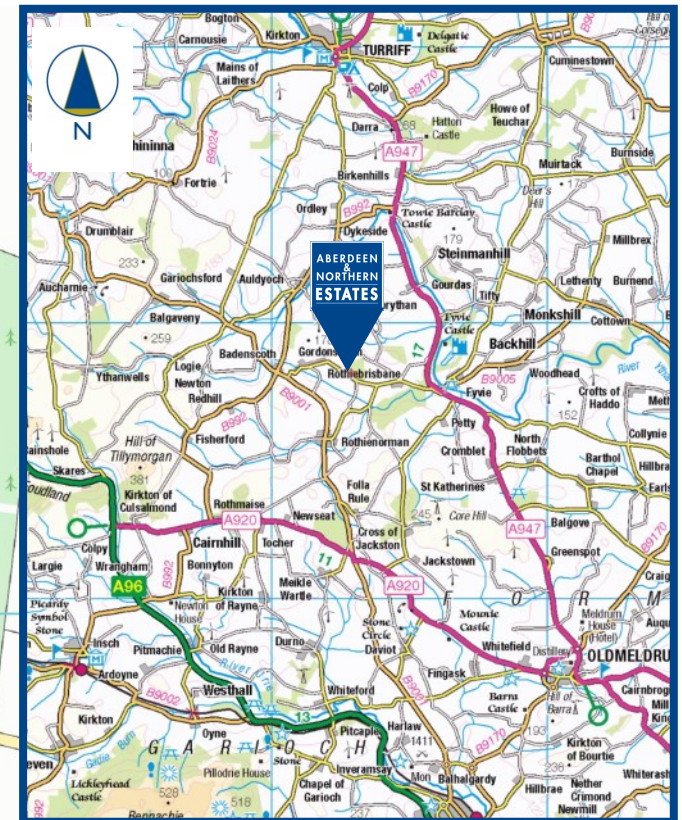 Bogton
Carnousie
Kirkton
TURRIFF
Delgatie
Castle
Cuminestown
Mains of
Laithers
Colp
B9170
Howe of
Teuchar
N
B9024
Darra
Hatton
Castle
A947
Burnside
Muirtack
Fortrie
Birkenhills
Deer's
Hill
Ordley
B992
Towie Barclay
Castle
Drumblair
Dykeside
179
Millbrex
ABERDEEN
&
NORTHERN
ESTATES
Steinmanhill
233
Gariochsford
Auldyoch
Auchamie
Gourdas
Tifty
Lethenty
Burnend
Balgaveny
Fyvie
Castle
Monkshill
Cottown
259
17
Backhill
Badenscoth
River
Ythanwells
Logie
Newton
Rothiebrisbane
B9005
Woodhead
Redhill
B9001
Fyvie
Crofts of
Haddo
B992
152
Petty
Collynie
Hill of
Tillymorgan
Fisherford
Rothienorman
Cromblet
North
Flobbets
Barthol
Chapel
Skares
381
Folla
Rule
St Katherines
Kirkton of
Culsalmond
Rothmaise
245
Core Hill
A920
Newseat
A947
Balgove
Colpy
Cairnhill
Tocher
Cross of
Jackston
B9170
Greenspot
Largie
Wrangham
Bonnyton
11
Jackstown
A96
B992
Meikle
Wartle
A920
F O R M
Kirkton
of Rayne
Picardy
Symbol
Stone
Newton
House
Stone
Circle
Mounie
Castle
Meldrum
House
(Hotel)
Insch
Pitmachie
Old Rayne
Durno
Daviot
Whitefield
Distillery
Ardoyne
River Urie
Fingask
B9002
Westhall
Whiteford
Barra
Castle
Hill of
Barra
13
B9001
Kirkton
Oyne
Pitcaple
Harlaw
B9170
193
G A R I O C H
1411
Kirkton
of Bourtie
Pillodrie House
Stone
Inveramsay
Mon
Balhalgardy
236
Lickleyhead
Castle
528
518
Chapel of
Garioch
Hillbrae
Nether
Crimond
Newmill